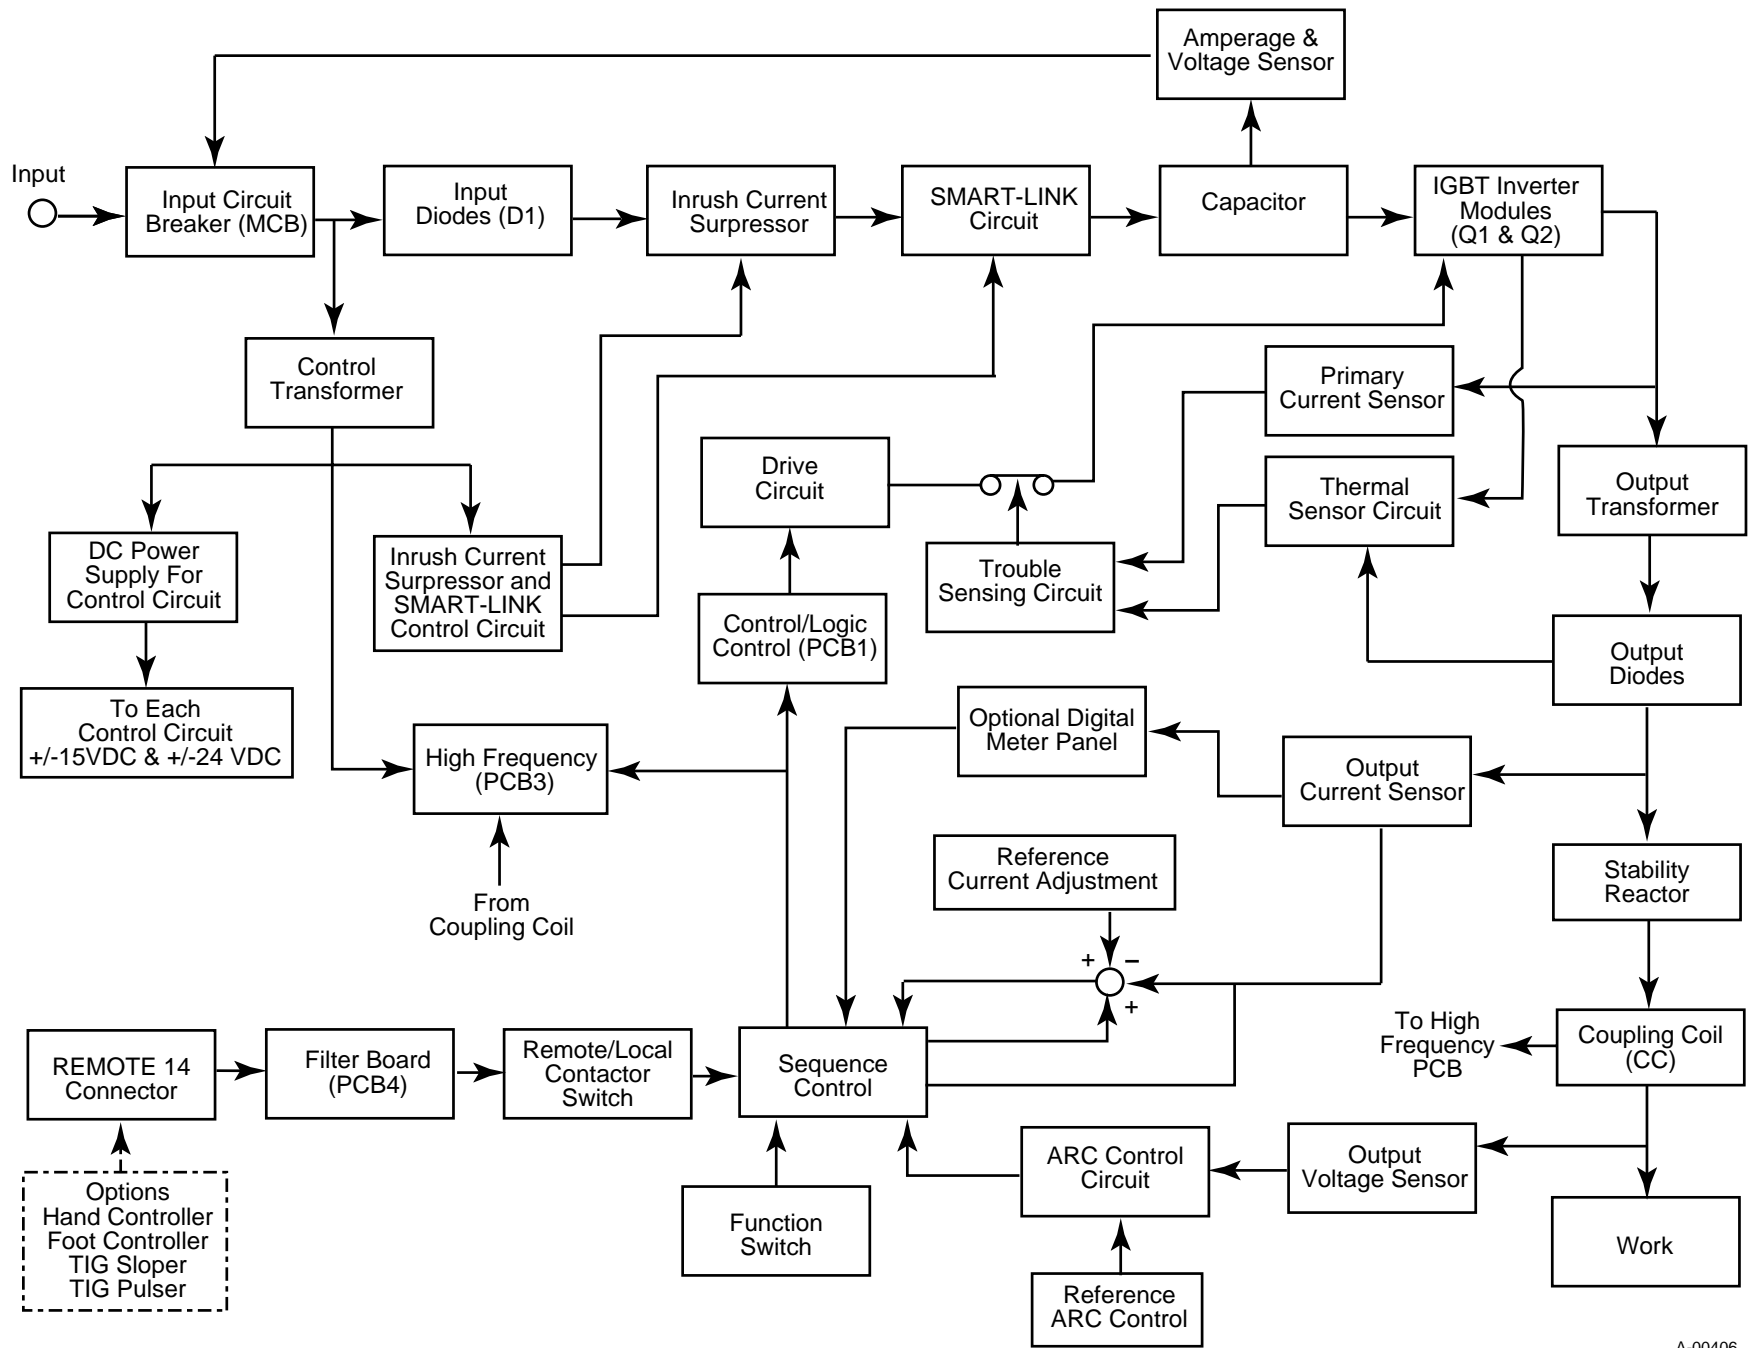 Amperage &
Voltage Sensor
Input
Input Circuit
Breaker (MCB)
Input
Diodes (D1)
Inrush Current
Surpressor
SMART-LINK
Circuit
Capacitor
IGBT Inverter
Modules
(Q1 & Q2)
Control
Transformer
Primary
Current Sensor
Drive
Circuit
Thermal
Sensor Circuit
Output
Transformer
DC Power
Supply For
Control Circuit
Inrush Current
Surpressor and
SMART-LINK
Control Circuit
Trouble
Sensing Circuit
Control/Logic
Control (PCB1)
Output
Diodes
To Each
Control Circuit
+/-15VDC & +/-24 VDC
High Frequency
(PCB3)
Optional Digital
Meter Panel
Output
Current Sensor
Reference
Current Adjustment
Stability
Reactor
From
Coupling Coil
+ –
+
REMOTE 14
Connector
Filter Board
(PCB4)
Remote/Local
Contactor
Switch
Sequence
Control
To High
Frequency
PCB
Coupling Coil
(CC)
Options
Hand Controller
Foot Controller
TIG Sloper
TIG Pulser
Function
Switch
ARC Control
Circuit
Output
Voltage Sensor
Work
Reference
ARC Control
A-00406